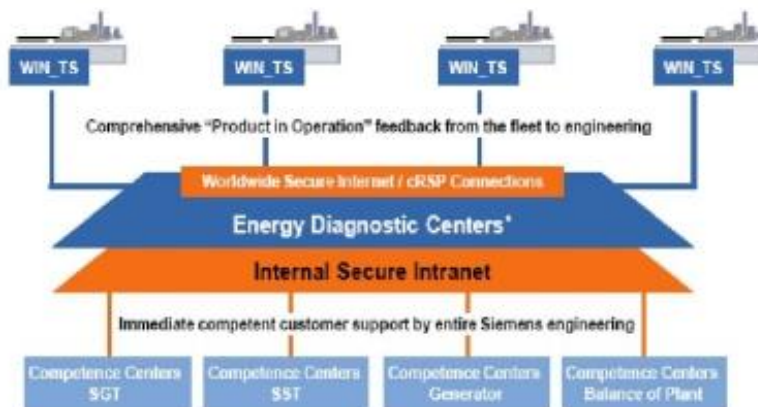 WIN_TS
WIN_TS
WIN_TS
WIN_TS
Comprehensive “Product in Operation” feedback from the fleet to engineering
Worldwide Secure Internet / cRSP Connections
Energy Diagnostic Centers*
Internal Secure Intranet
Immediate competent customer support by entire Siemens engineering
Competence Centers
SGT
Competence Centers
SST
Competence Centers
Generator
Competence Centers
Balance of Plant